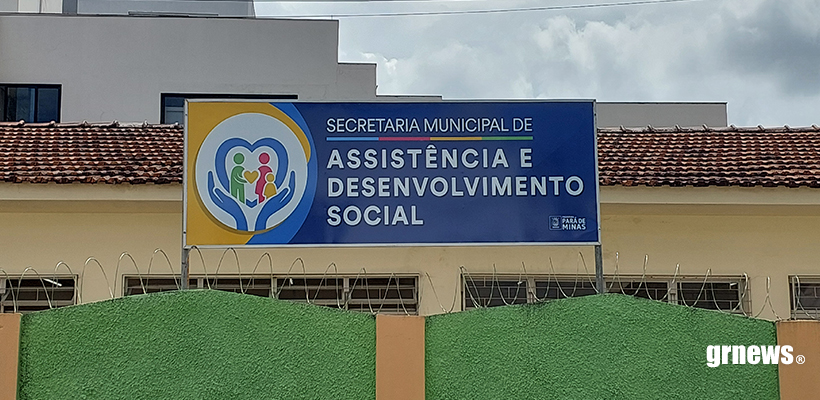 SECRETARIA MUNICIPAL DE
ASSISTÊNCIA E
DESENVOLVIMENTO
SOCIAL
PARÁ DE
MINAS
grnews®